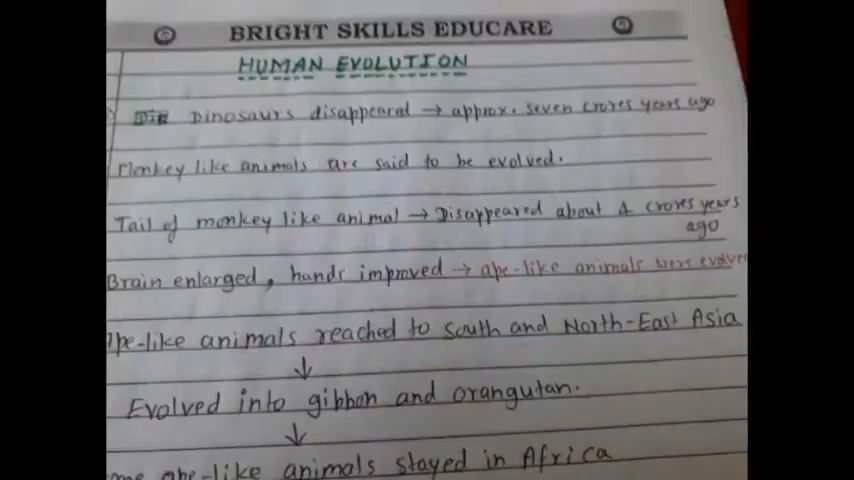 BRIGHT SKILLS EDUCARE
HUMAN EVOLUTION
Dinosaurs disappeared → approx. seven crores years ago
Monkey like animals are said to be evolved.
Tail of monkey like animal → Disappeared about 4 crores years
ago
Brain enlarged, hands improved → ape-like animals were evolved
Ape-like animals reached to south and North-East Asia
↓
Evolved into gibbon and orangutan.
↓
ape-like animals stayed in Africa